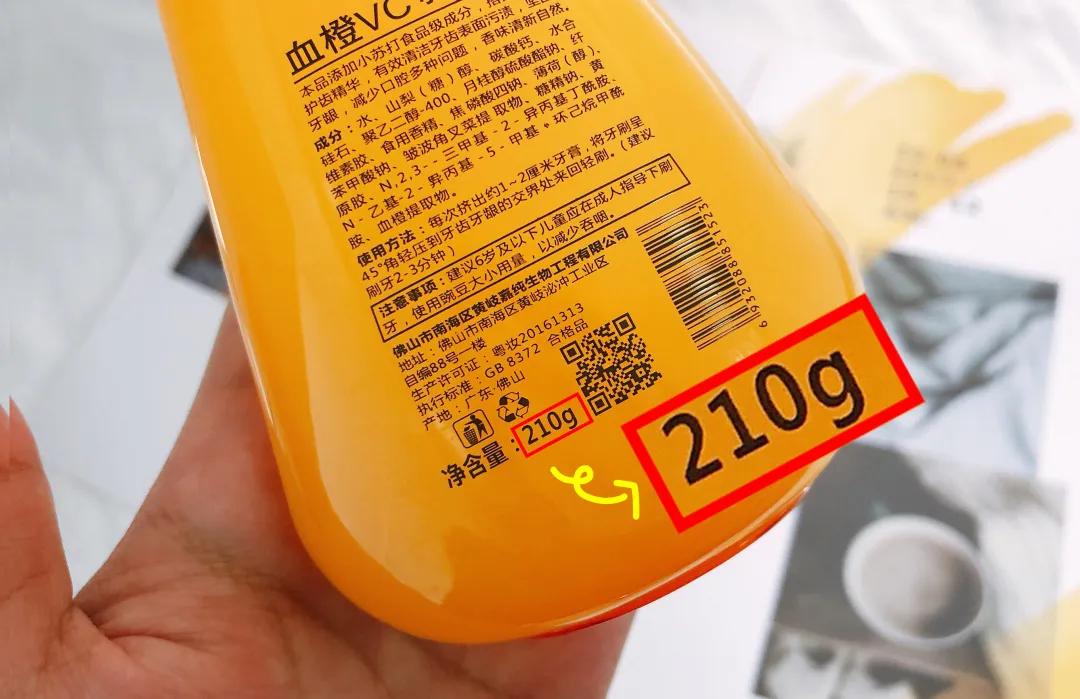 血橙VC
本品添加小苏打食品级成分，搭
护齿精华，有效清洁牙齿表面污渍，坚固
牙龈，减少口腔多种问题，香味清新自然。
成分：水、山梨（糖）醇、碳酸钙、水合
硅石、聚乙二醇-400、月桂醇硫酸酯钠、纤
维素胶、食用香精、焦磷酸四钠、薄荷（醇）、
苯甲酸钠、皱波角叉菜提取物、糖精钠、黄
原胶、N,2,3--三甲基-2-异丙基丁酰胺、
N-乙基-2-异丙基-5-甲基•环己烷甲酰
胺、血橙提取物。
使用方法：每次挤出约1~2厘米牙膏，将牙刷呈
45°角轻压到牙齿牙龈的交界处来回轻刷。（建议
刷牙2-3分钟）
注意事项：建议6岁及以下儿童应在成人指导下刷
牙，使用豌豆大小用量，以减少吞咽。
佛山市南海区黄岐嘉纯生物工程有限公司
地址：佛山市南海区黄岐泌沖工业区
自编88号一楼
生产许可证：粤妆20161313
执行标准：GB 8372 合格品
产地：广东·佛山
净含量：210g
210g